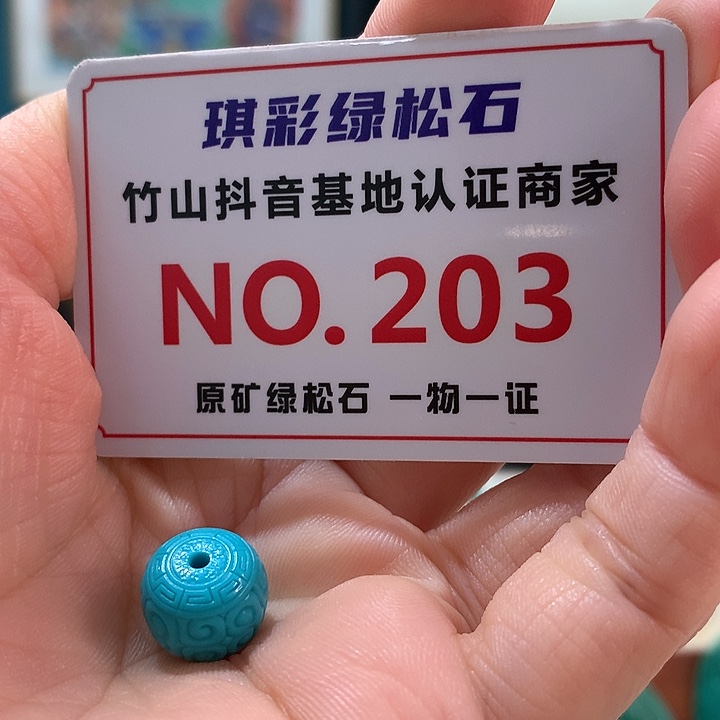 琪彩绿松石
竹山抖音基地认证商家
NO.203
原矿绿松石 一物一证